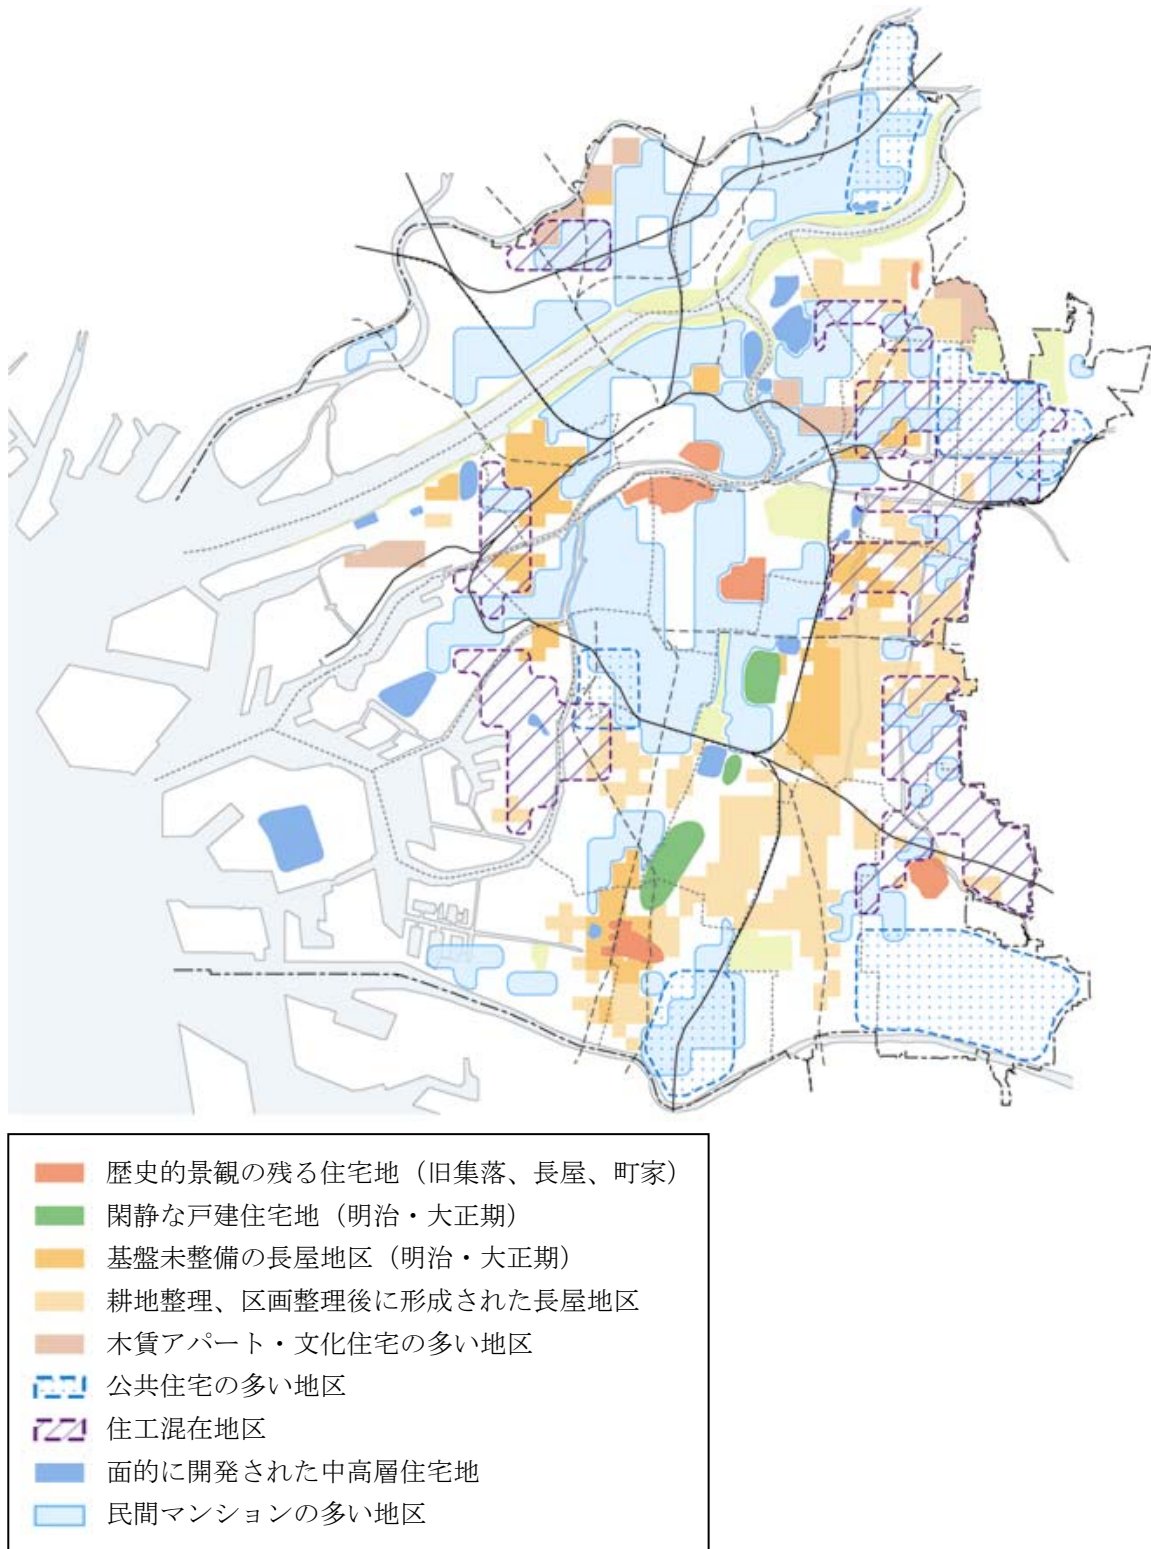 歴史的景観の残る住宅地（旧集落、長屋、町家）
閑静な戸建住宅地（明治・大正期）
基盤未整備の長屋地区（明治・大正期）
耕地整理、区画整理後に形成された長屋地区
木賃アパート・文化住宅の多い地区
公共住宅の多い地区
住工混在地区
面的に開発された中高層住宅地
民間マンションの多い地区